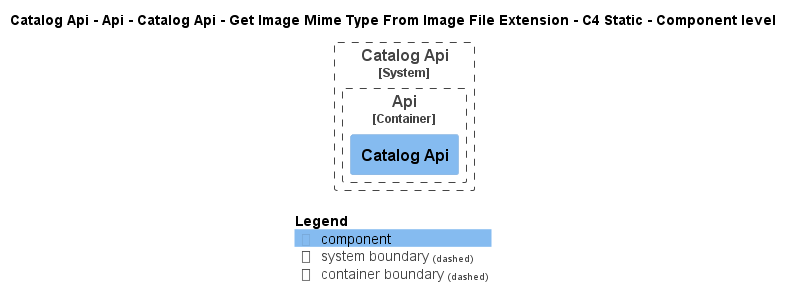 Catalog Api - Api - Catalog Api - Get Image Mime Type From Image File Extension - C4 Static - Component level
Catalog Api
[System]
Api
[Container]
Catalog Api
Legend
component
system boundary (dashed)
container boundary (dashed)